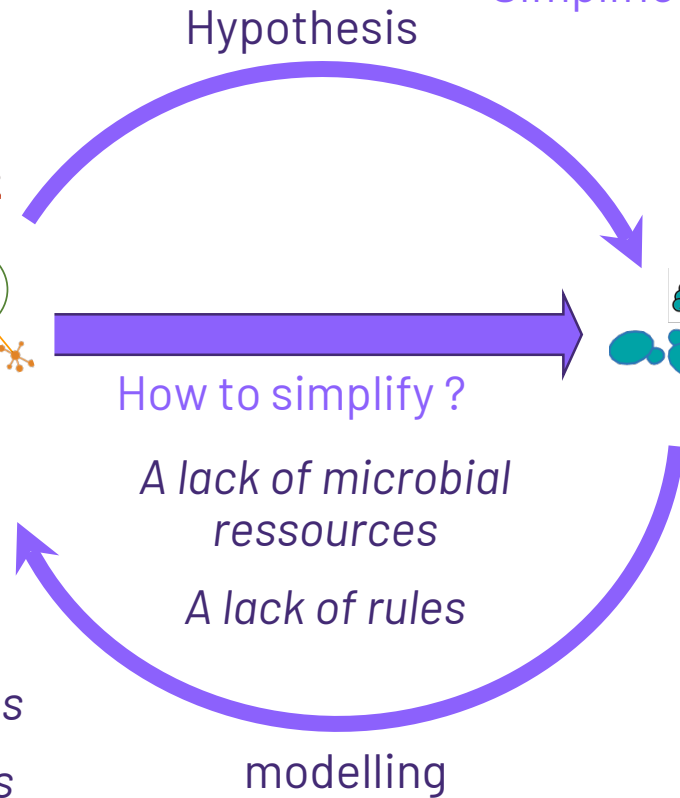 Hypothesis
How to simplify ?
A lack of microbial
ressources
A lack of rules
modelling